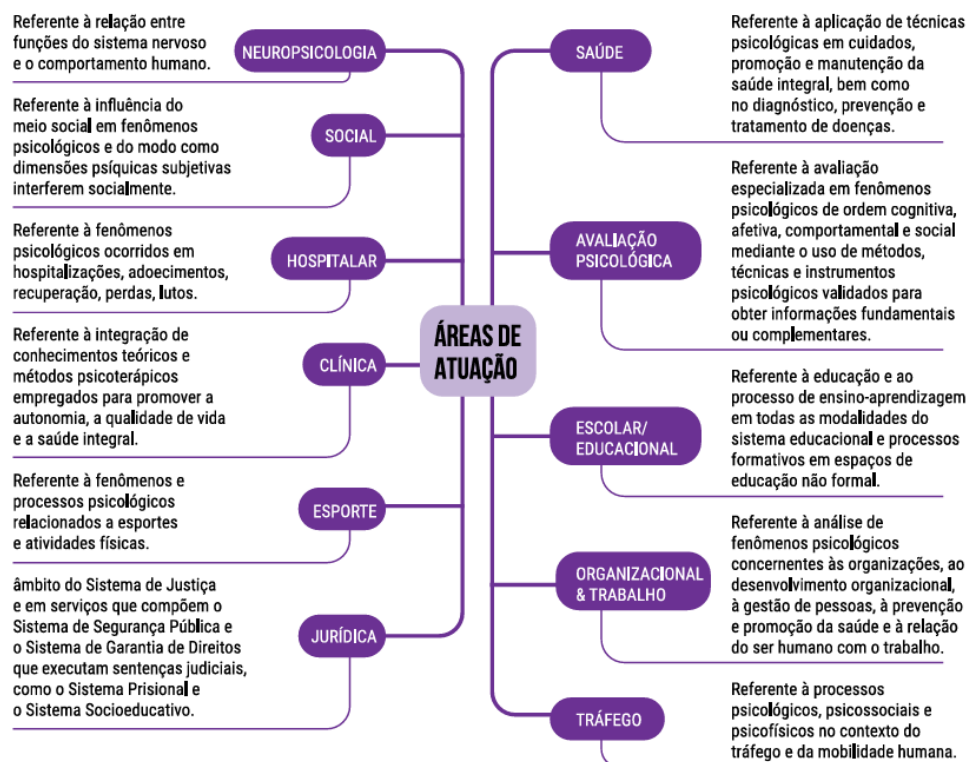 Referente à relação entre
funções do sistema nervoso
e o comportamento humano.
NEUROPSICOLOGIA
Referente à influência do
meio social em fenômenos
psicológicos e do modo como
dimensões psíquicas subjetivas
interferem socialmente.
SOCIAL
Referente à fenômenos
psicológicos ocorridos em
hospitalizações, adoecimentos,
recuperação, perdas, lutos.
HOSPITALAR
Referente à integração de
conhecimentos teóricos e
métodos psicoterápicos
empregados para promover a
autonomia, a qualidade de vida
e a saúde integral.
CLÍNICA
Referente à fenômenos e
processos psicológicos
relacionados a esportes
e atividades físicas.
ESPORTE
âmbito do Sistema de Justiça
e em serviços que compõem o
Sistema de Segurança Pública e
o Sistema de Garantia de Direitos
que executam sentenças judiciais,
como o Sistema Prisional e
o Sistema Socioeducativo.
JURÍDICA
ÁREAS DE
ATUAÇÃO
SAÚDE
Referente à aplicação de técnicas
psicológicas em cuidados,
promoção e manutenção da
saúde integral, bem como
no diagnóstico, prevenção e
tratamento de doenças.
AVALIAÇÃO
PSICOLÓGICA
Referente à avaliação
especializada em fenômenos
psicológicos de ordem cognitiva,
afetiva, comportamental e social
mediante o uso de métodos,
técnicas e instrumentos
psicológicos validados para
obter informações fundamentais
ou complementares.
ESCOLAR/
EDUCACIONAL
Referente à educação e ao
processo de ensino-aprendizagem
em todas as modalidades do
sistema educacional e processos
formativos em espaços de
educação não formal.
ORGANIZACIONAL
& TRABALHO
Referente à análise de
fenômenos psicológicos
concernentes às organizações, ao
desenvolvimento organizacional,
à gestão de pessoas, à prevenção
e promoção da saúde e à relação
do ser humano com o trabalho.
TRÁFEGO
Referente à processos
psicológicos, psicossociais e
psicofísicos no contexto do
tráfego e da mobilidade humana.